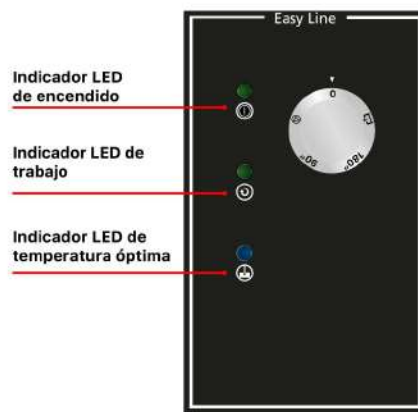 Easy Line
Indicador LED
de encendido
0
Indicador LED de
trabajo
90°
180°
Indicador LED de
temperatura óptima